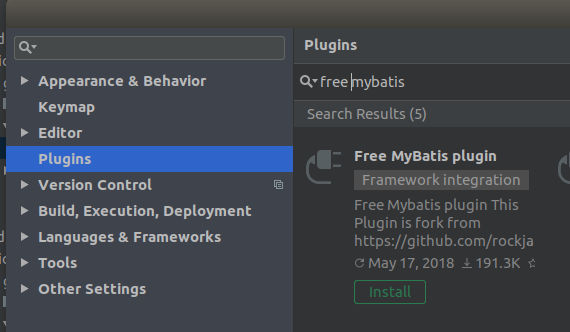 Appearance & Behavior
Keymap
Editor
Plugins
Version Control
Build, Execution, Deployment
Languages & Frameworks
Tools
Other Settings
Plugins
free mybatis
Search Results (5)
Free MyBatis plugin
Framework integration
Free Mybatis plugin This
Plugin is fork from
https://github.com/rockja
May 17, 2018 191.3K
Install